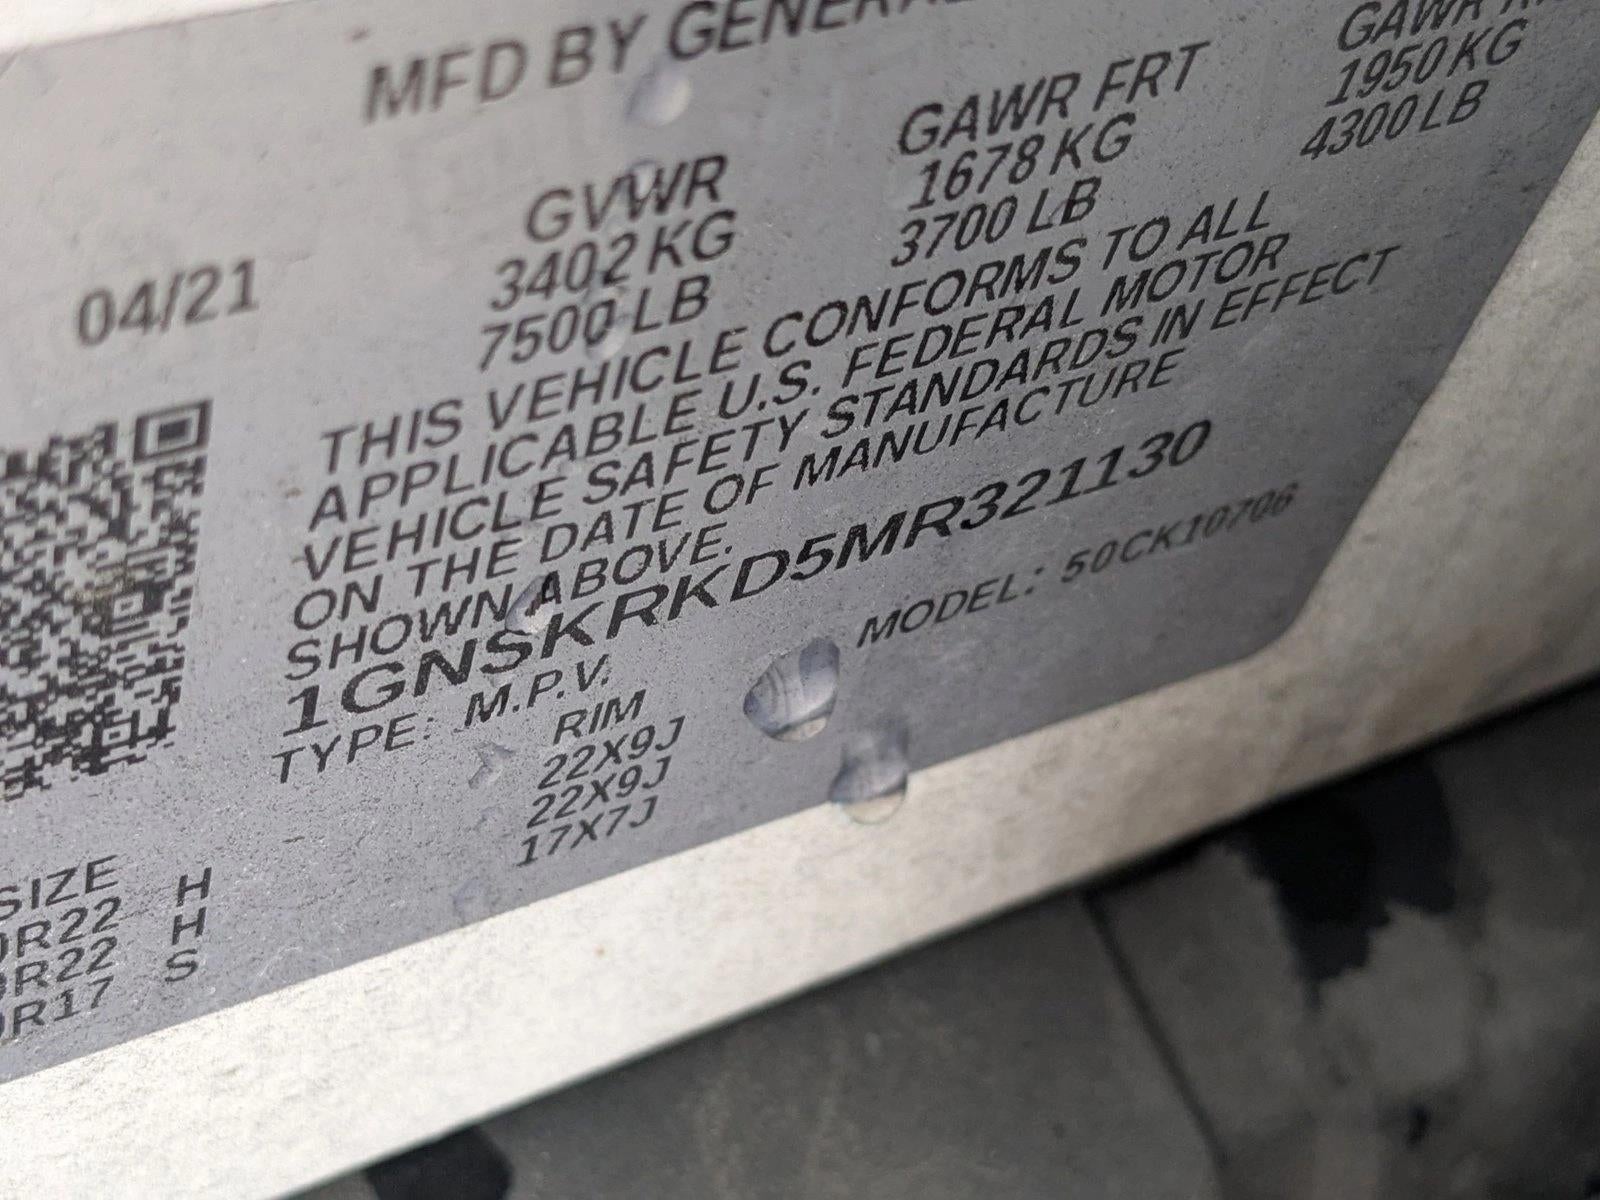 MFD BY GENERAL
04/21
GVWR
3402 KG
7500 LB
GAWR FRT
1678 KG
3700 LB
GAWR
1950 KG
4300 LB
THIS VEHICLE CONFORMS TO ALL
APPLICABLE U.S. FEDERAL MOTOR
VEHICLE SAFETY STANDARDS IN EFFECT
ON THE DATE OF MANUFACTURE
SHOWN ABOVE.
1GNSKRKD5MR321130
TYPE: M.P.V.
MODEL: 50CK10706
SIZE
R22 H
R22 H
R17 S
RIM
22X9J
22X9J
17X7J